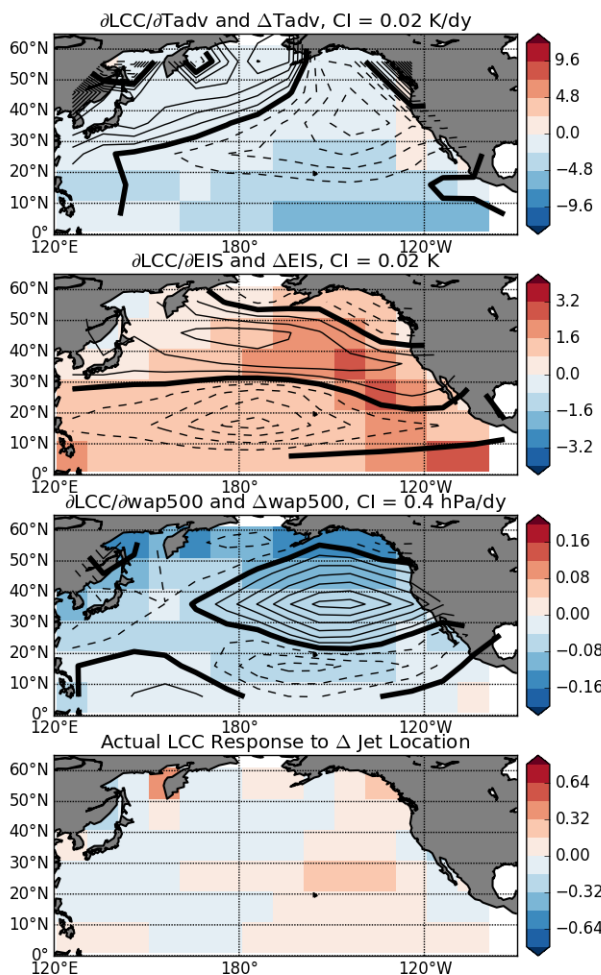 ∂LCC/∂Tadv and ΔTadv, CI = 0.02 K/dy
60°N
50°N
40°N
30°N
20°N
10°N
0°
120°E
180°
120°W
9.6
4.8
0.0
−4.8
−9.6
∂LCC/∂EIS and ΔEIS, CI = 0.02 K
60°N
50°N
40°N
30°N
20°N
10°N
0°
120°E
180°
120°W
3.2
1.6
0.0
−1.6
−3.2
∂LCC/∂wap500 and Δwap500, CI = 0.4 hPa/dy
60°N
50°N
40°N
30°N
20°N
10°N
0°
120°E
180°
120°W
0.16
0.08
0.00
−0.08
−0.16
Actual LCC Response to Δ Jet Location
60°N
50°N
40°N
30°N
20°N
10°N
0°
120°E
180°
120°W
0.64
0.32
0.00
−0.32
−0.64